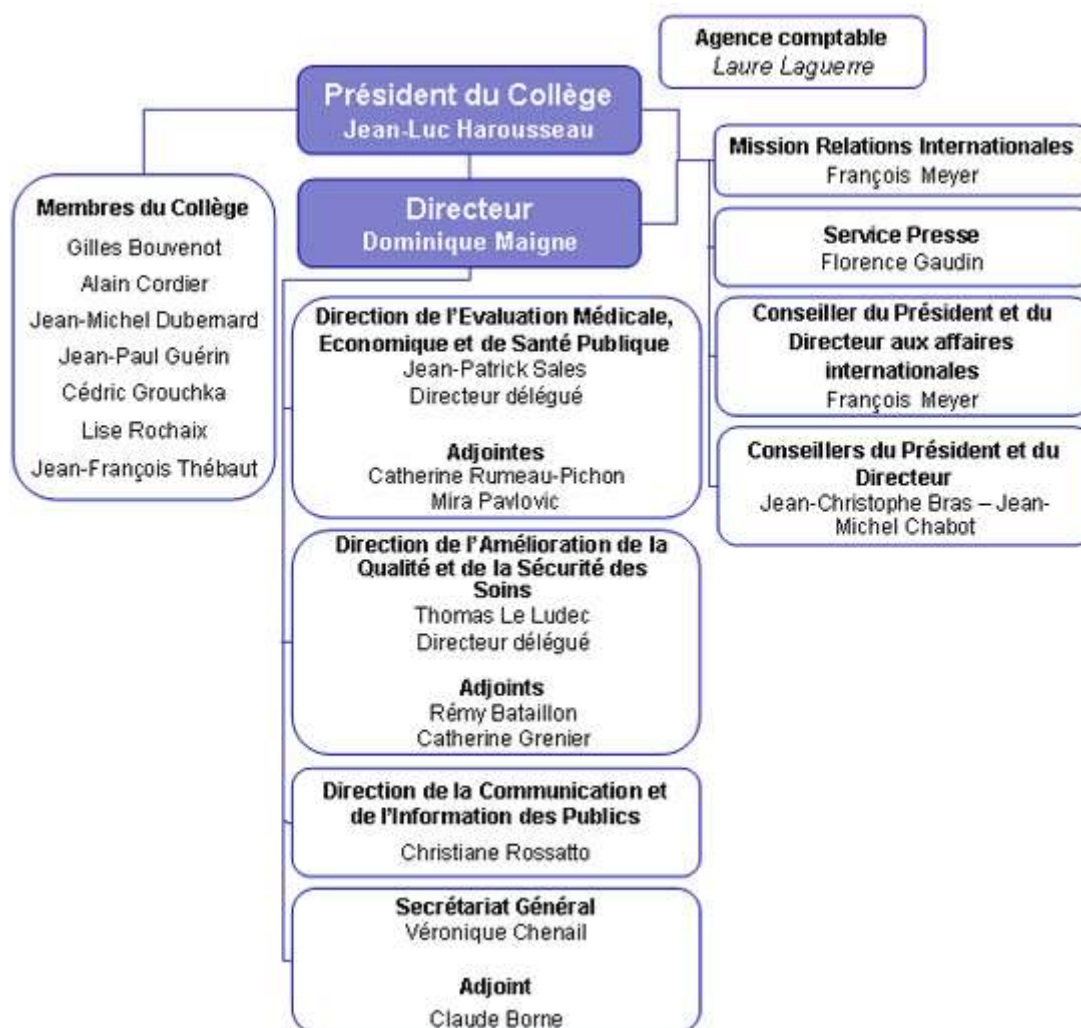 Agence comptable
Laure Laguerre
Président du Collège
Jean-Luc Harousseau
Directeur
Dominique Maigne
Membres du Collège
Gilles Bouvenot
Alain Cordier
Jean-Michel Dubernard
Jean-Paul Guérin
Cédric Grouchka
Lise Rochaix
Jean-François Thébaut
Direction de l'Evaluation Médicale,
Economique et de Santé Publique
Jean-Patrick Sales
Directeur délégué
Adjointes
Catherine Rumeau-Pichon
Mira Pavlovic
Direction de l'Amélioration de la
Qualité et de la Sécurité des
Soins
Thomas Le Ludec
Directeur délégué
Adjoints
Rémy Bataillon
Catherine Grenier
Direction de la Communication et
de l'Information des Publics
Christiane Rossatto
Secrétariat Général
Véronique Chenail
Adjoint
Claude Borne
Mission Relations Internationales
François Meyer
Service Presse
Florence Gaudin
Conseiller du Président et du
Directeur aux affaires
internationales
François Meyer
Conseillers du Président et du
Directeur
Jean-Christophe Bras – Jean-
Michel Chabot